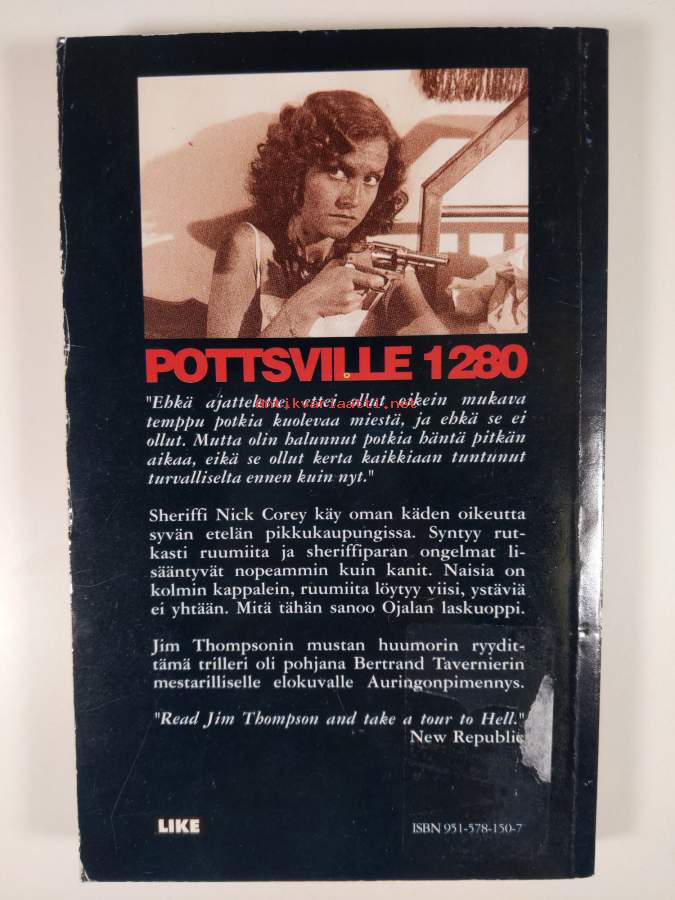 POTTSVILLE 1280
"Ehkä ajattelette, ettei ollut oikein mukava
antikvariaatti.net
temppu potkia kuolevaa miestä, ja ehkä se ei
ollut. Mutta olin halunnut potkia häntä pitkän
aikaa, eikä se ollut kerta kaikkiaan tuntunut
turvalliselta ennen kuin nyt."
Sheriffi Nick Corey käy oman käden oikeutta
syvän etelän pikkukaupungissa. Syntyy rut-
kasti ruumiita ja sheriffiparan ongelmat li-
sääntyvät nopeammin kuin kanit. Naisia on
kolmin kappalein, ruumiita löytyy viisi, ystäviä
ei yhtään. Mitä tähän sanoo Ojalan laskuoppi.
Jim Thompsonin mustan huumorin ryydit-
tämä trilleri oli pohjana Bertrand Tavernierin
mestarilliselle elokuvalle Auringonpimennys.
"Read Jim Thompson and take a tour to Hell."
New Republic
LIKE
ISBN 951-578-150-7